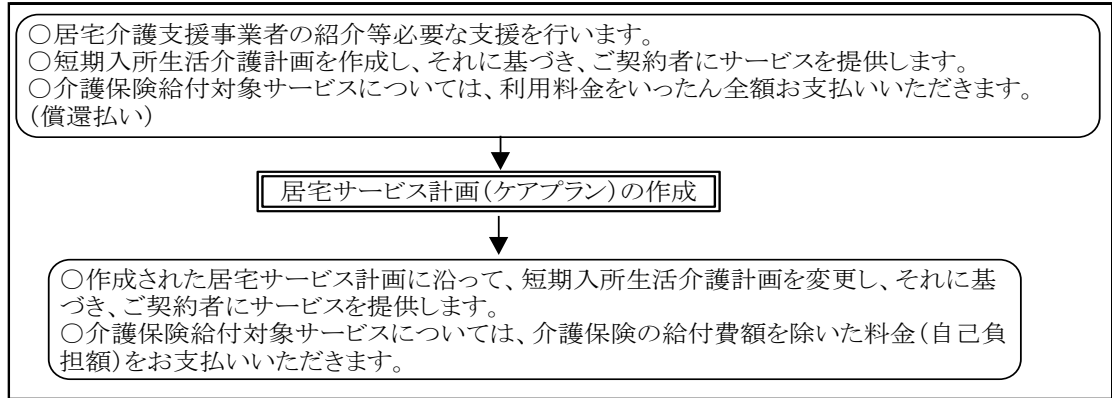 ○居宅介護支援事業者の紹介等必要な支援を行います。
○短期入所生活介護計画を作成し、それに基づき、ご契約者にサービスを提供します。
○介護保険給付対象サービスについては、利用料金をいったん全額お支払いいただきます。
(償還払い)
居宅サービス計画(ケアプラン)の作成
○作成された居宅サービス計画に沿って、短期入所生活介護計画を変更し、それに基
づき、ご契約者にサービスを提供します。
○介護保険給付対象サービスについては、介護保険の給付費額を除いた料金(自己負
担額)をお支払いいただきます。